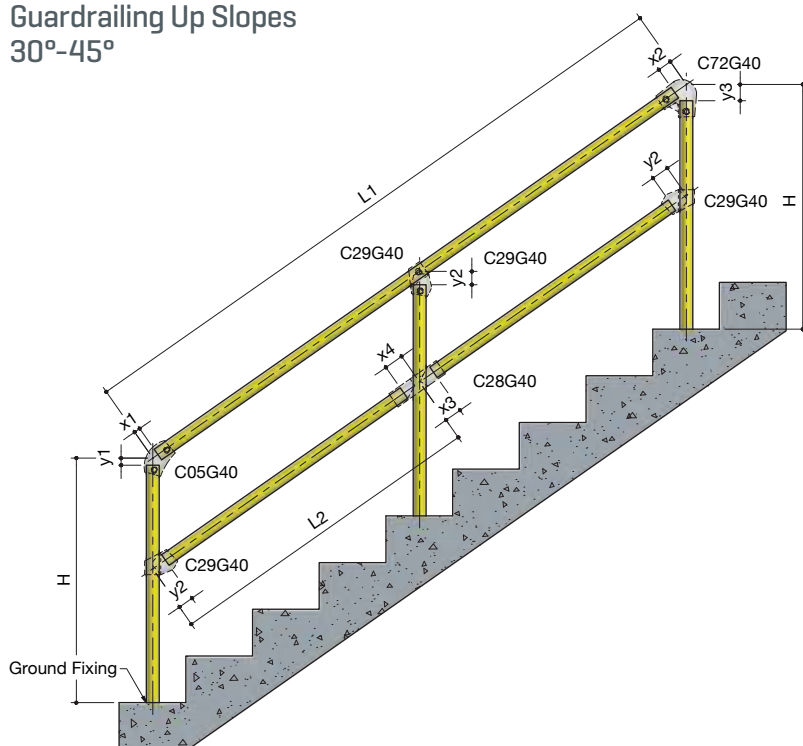 Guardrailing Up Slopes
30°-45°
x2
C72G40
y3
L1
y2
H
C29G40
C29G40
C29G40
y2
x4
C28G40
x1
x3
y1
C05G40
L2
C29G40
y2
H
Ground Fixing